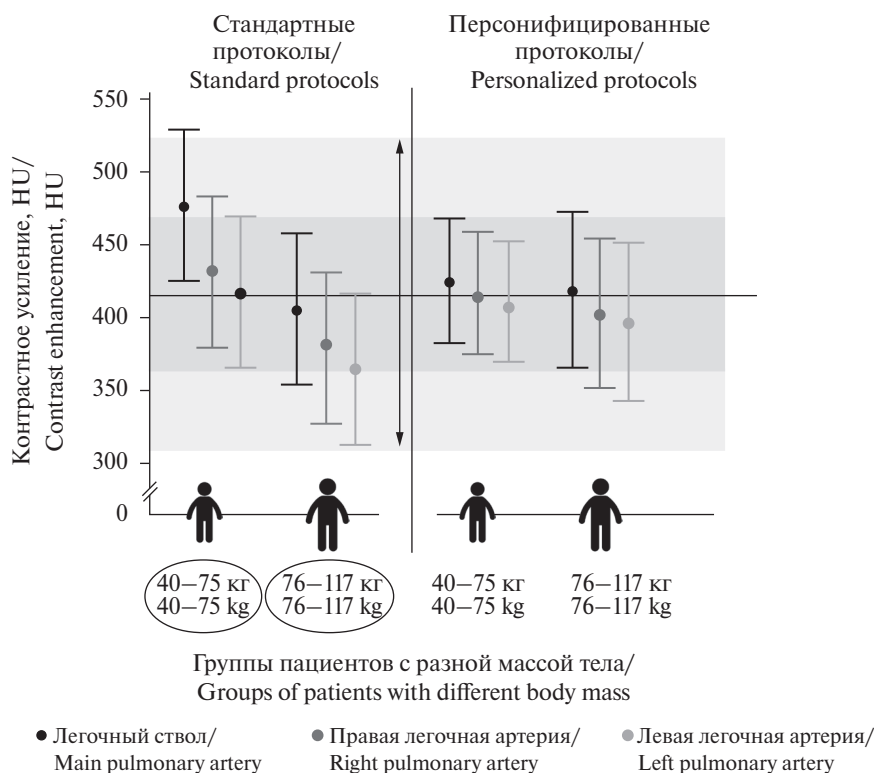 Стандартные
протоколы/
Standard protocols
Персонифицированные
протоколы/
Personalized protocols
Контрастное усиление, HU/
Contrast enhancement, HU
550
500
450
400
350
300
0
40–75 кг
40–75 kg
76–117 кг
76–117 kg
40–75 кг
40–75 kg
76–117 кг
76–117 kg
Группы пациентов с разной массой тела/
Groups of patients with different body mass
Легочный ствол/
Main pulmonary artery
Правая легочная артерия/
Right pulmonary artery
Левая легочная артерия/
Left pulmonary artery